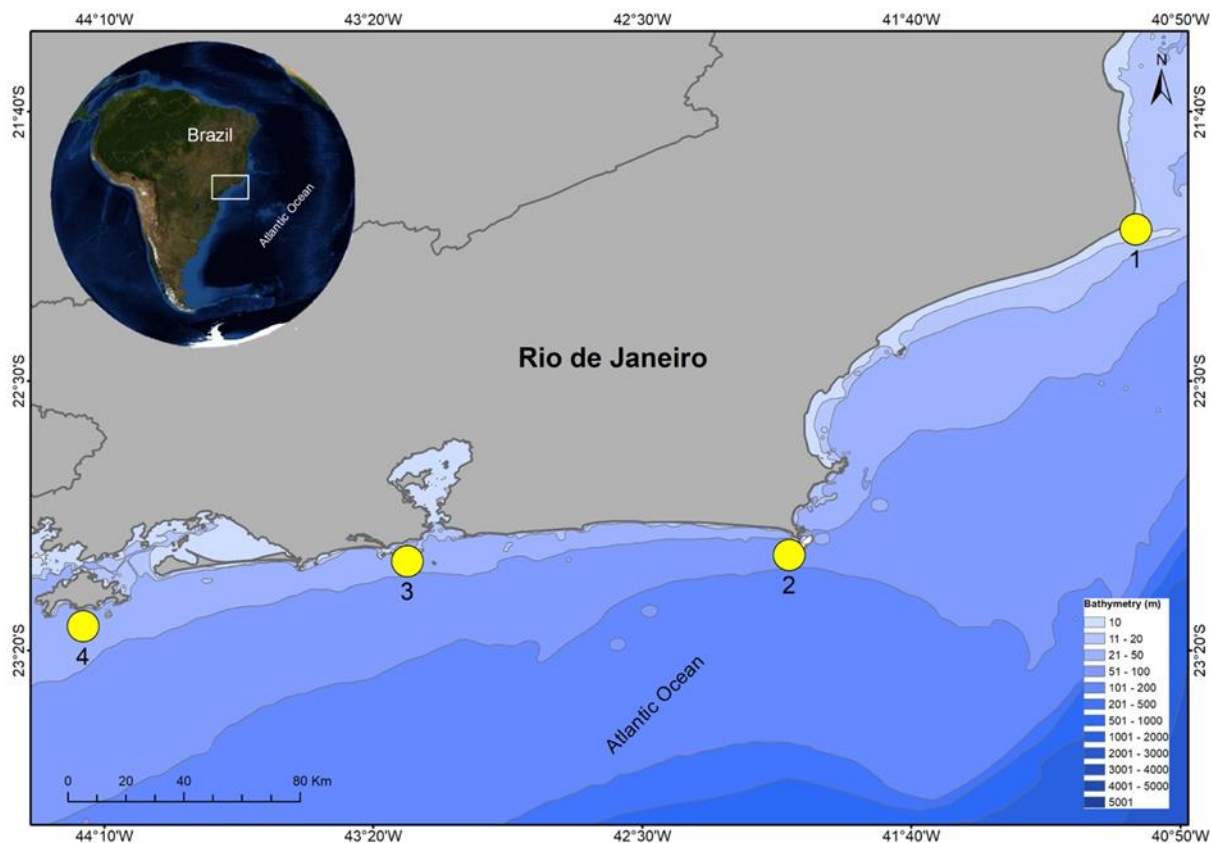 44°10'W 43°20'W 42°30'W 41°40'W 40°50'W
N
21°40'S 21°40'S
Brazil
Atlantic Ocean
1
Rio de Janeiro
22°30'S 22°30'S
3
2
4
23°20'S 23°20'S
Atlantic Ocean
Bathymetry (m)
10
11 - 20
21 - 50
51 - 100
101 - 200
201 - 500
501 - 1000
1001 - 2000
2001 - 3000
3001 - 4000
4001 - 5000
5001
0 20 40 80 Km
44°10'W 43°20'W 42°30'W 41°40'W 40°50'W